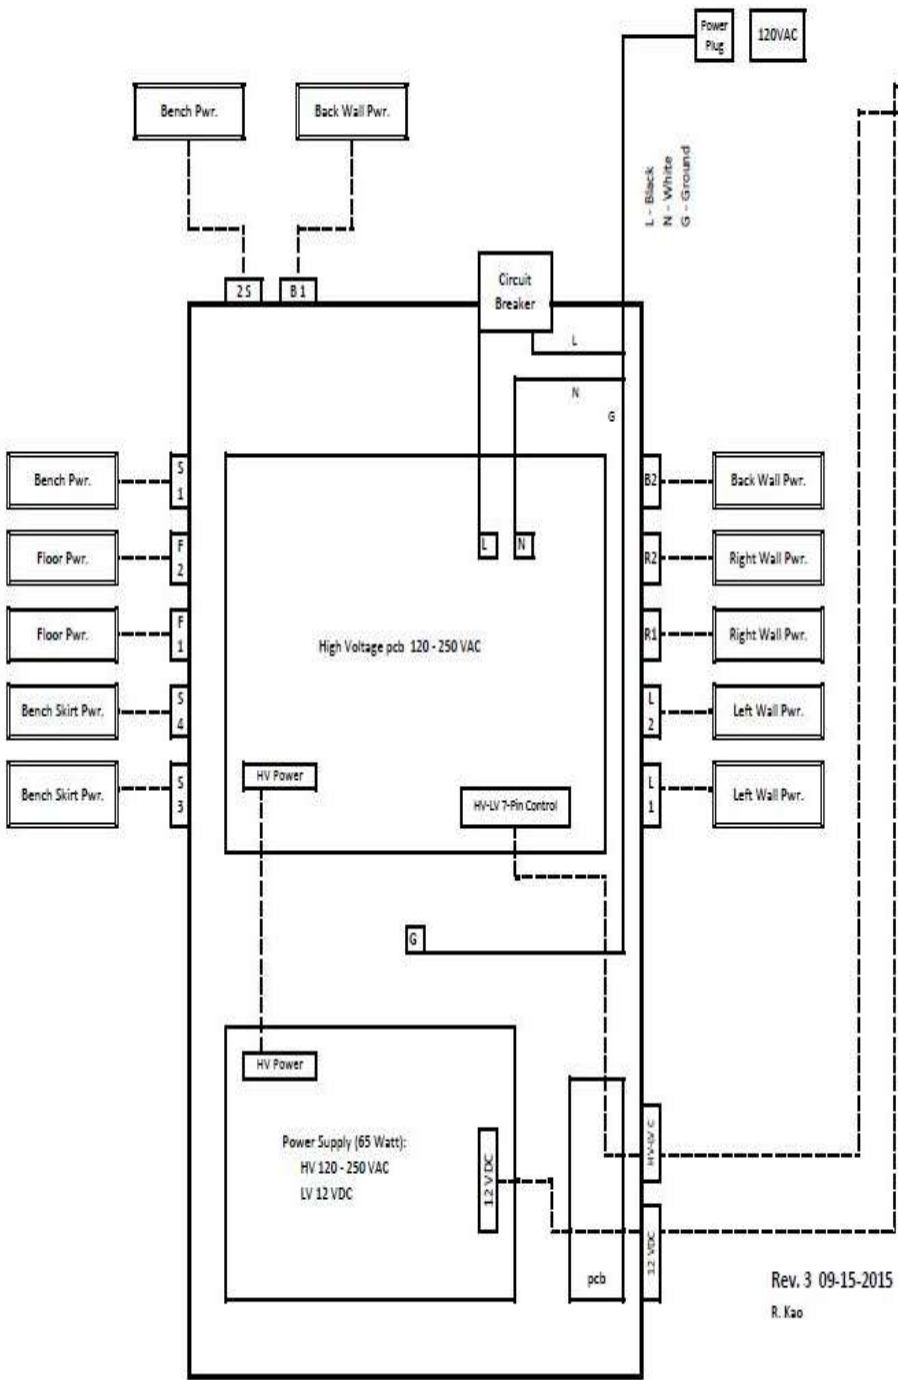 Power
Plug
120VAC
Bench Pwr.
Back Wall Pwr.
L - Black
N - White
G - Ground
2 S
B 1
Circuit
Breaker
L
N
G
Bench Pwr.
S
1
B2
Back Wall Pwr.
Floor Pwr.
F
2
L
N
R2
Right Wall Pwr.
Floor Pwr.
F
1
High Voltage pcb 120 - 250 VAC
R1
Right Wall Pwr.
Bench Skirt Pwr.
S
4
L
2
Left Wall Pwr.
Bench Skirt Pwr.
S
3
HV Power
HV-LV 7-Pin Control
L
1
Left Wall Pwr.
G
HV Power
Power Supply (65 Watt):
HV 120 - 250 VAC
LV 12 VDC
12 VDC
pcb
HV-LV C
12 VDC
Rev. 3 09-15-2015
R. Kao